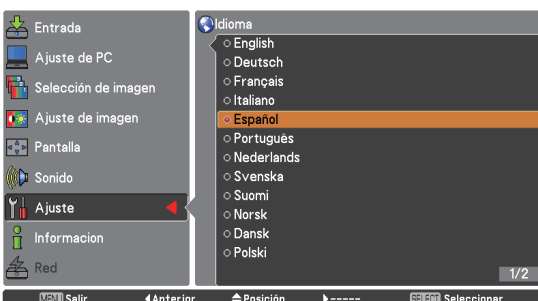 Entrada
Ajuste de PC
Selección de imagen
Ajuste de imagen
Pantalla
Sonido
Ajuste
Informacion
Red
Idioma
English
Deutsch
Français
Italiano
Español
Português
Nederlands
Svenska
Suomi
Norsk
Dansk
Polski
1/2
MENU Salir Anterior Posición ----- SELECT Seleccionar